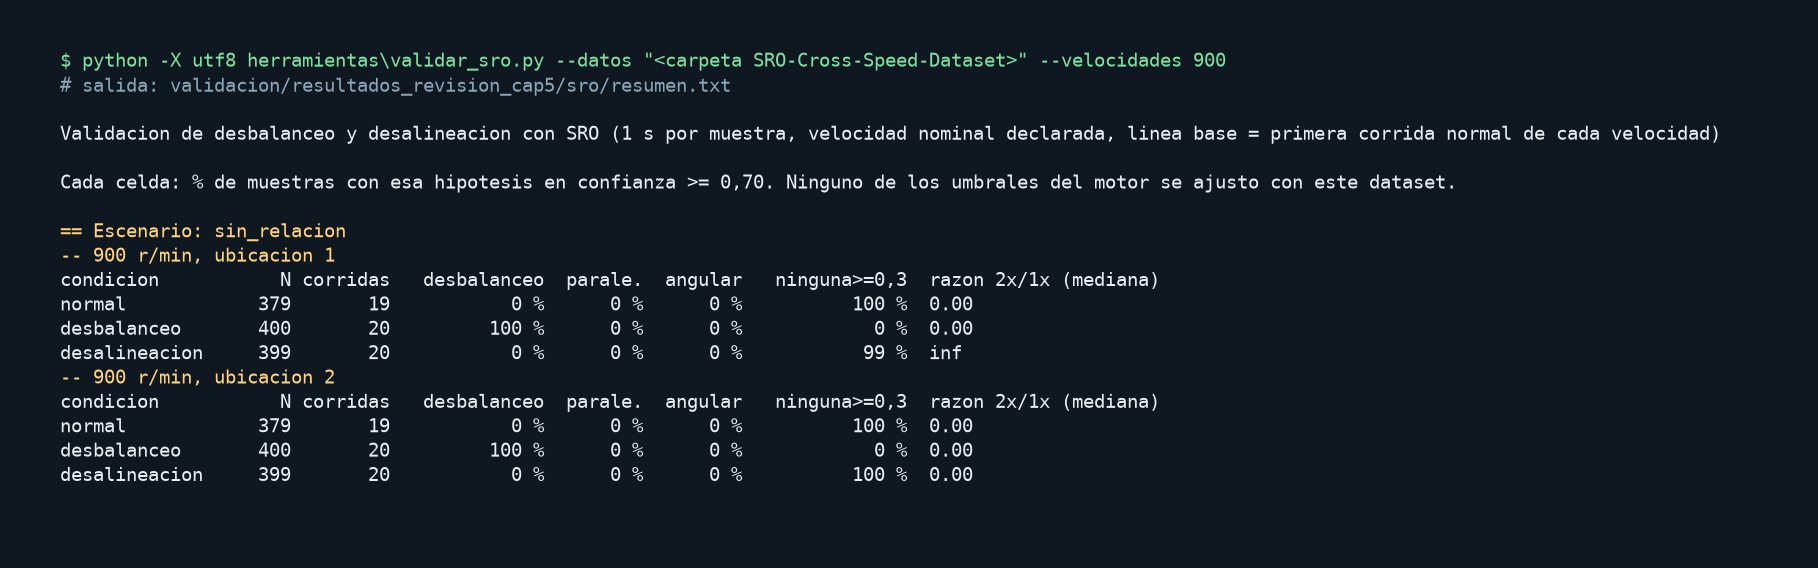 $ python -X utf8 herramientas\validar_sro.py --datos "<carpeta SRO-Cross-Speed-Dataset>" --velocidades 900
# salida: validacion/resultados_revision_cap5/sro/resumen.txt
Validacion de desbalanceo y desalineacion con SRO (1 s por muestra, velocidad nominal declarada, linea base = primera corrida normal de cada velocidad)
Cada celda: % de muestras con esa hipotesis en confianza >= 0,70. Ninguno de los umbrales del motor se ajusto con este dataset.
== Escenario: sin_relacion
-- 900 r/min, ubicacion 1
condicion           N corridas   desbalanceo  parale.  angular   ninguna>=0,3  razon 2x/1x (mediana)
normal            379       19           0 %      0 %      0 %          100 %  0.00
desbalanceo       400       20         100 %      0 %      0 %            0 %  0.00
desalineacion     399       20           0 %      0 %      0 %           99 %  inf
-- 900 r/min, ubicacion 2
condicion           N corridas   desbalanceo  parale.  angular   ninguna>=0,3  razon 2x/1x (mediana)
normal            379       19           0 %      0 %      0 %          100 %  0.00
desbalanceo       400       20         100 %      0 %      0 %            0 %  0.00
desalineacion     399       20           0 %      0 %      0 %          100 %  0.00